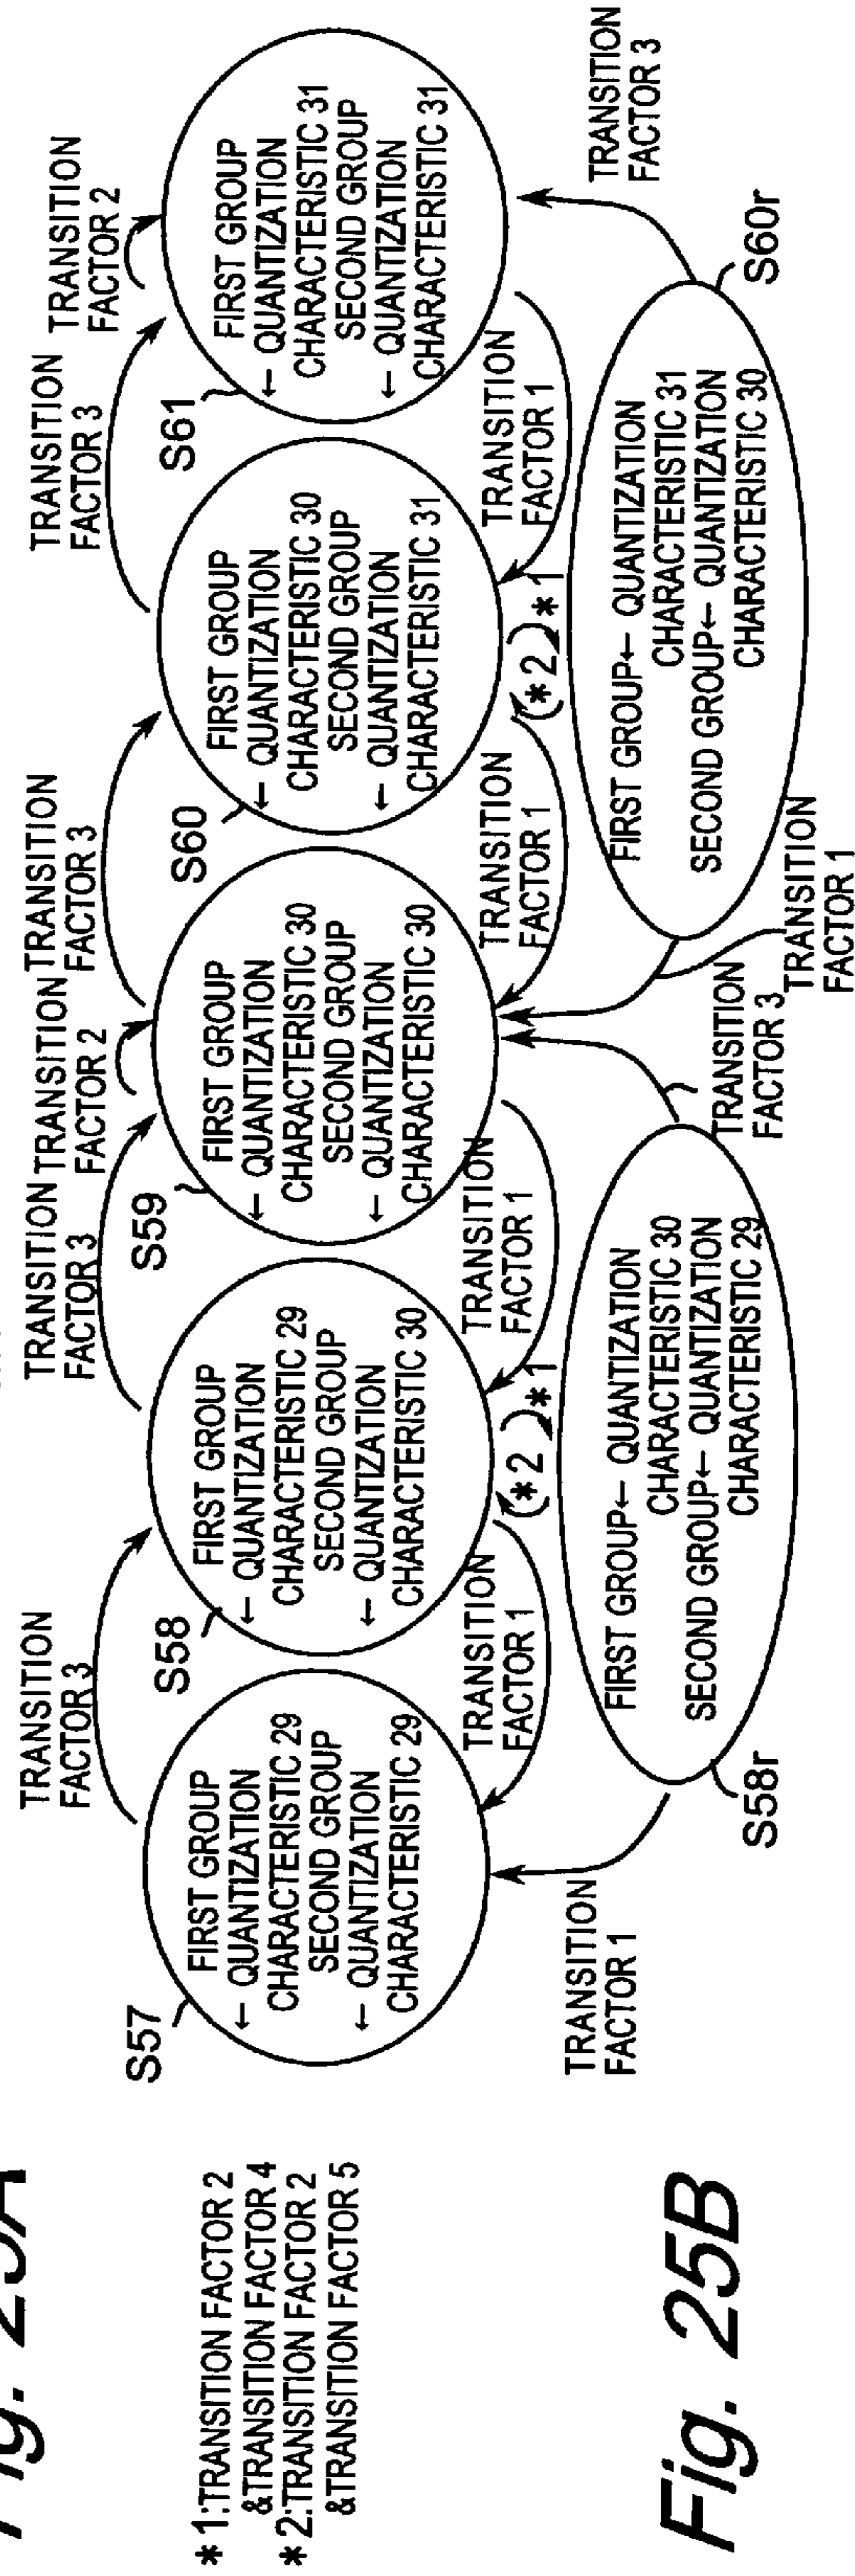 Fig. 25A
*1:TRANSITION FACTOR 2
&TRANSITION FACTOR 4
*2:TRANSITION FACTOR 2
&TRANSITION FACTOR 5
TRANSITION
FACTOR 3
TRANSITION
FACTOR 3
TRANSITION
FACTOR 2
TRANSITION
FACTOR 3
TRANSITION
FACTOR 3
TRANSITION
FACTOR 2
S57
FIRST GROUP
← QUANTIZATION
CHARACTERISTIC 29
SECOND GROUP
← QUANTIZATION
CHARACTERISTIC 29
S58
FIRST GROUP
← QUANTIZATION
CHARACTERISTIC 29
SECOND GROUP
← QUANTIZATION
CHARACTERISTIC 30
S59
FIRST GROUP
← QUANTIZATION
CHARACTERISTIC 30
SECOND GROUP
← QUANTIZATION
CHARACTERISTIC 30
S60
FIRST GROUP
← QUANTIZATION
CHARACTERISTIC 30
SECOND GROUP
← QUANTIZATION
CHARACTERISTIC 31
S61
FIRST GROUP
← QUANTIZATION
CHARACTERISTIC 31
SECOND GROUP
← QUANTIZATION
CHARACTERISTIC 31
TRANSITION
FACTOR 1
TRANSITION
FACTOR 1
TRANSITION
FACTOR 1
TRANSITION
FACTOR 1
(*2 )*1
(*2 )*1
TRANSITION
FACTOR 1
S58r
FIRST GROUP← QUANTIZATION
CHARACTERISTIC 30
SECOND GROUP← QUANTIZATION
CHARACTERISTIC 29
TRANSITION
FACTOR 3
TRANSITION
FACTOR 1
FIRST GROUP← QUANTIZATION
CHARACTERISTIC 31
SECOND GROUP← QUANTIZATION
CHARACTERISTIC 30
S60r
TRANSITION
FACTOR 3
Fig. 25B